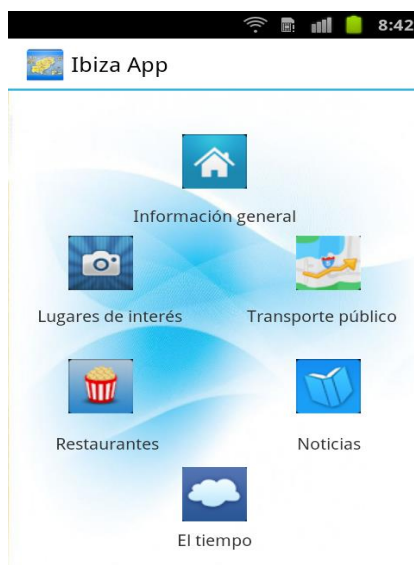 8:42
Ibiza App
Información general
Lugares de interés
Transporte público
Restaurantes
Noticias
El tiempo